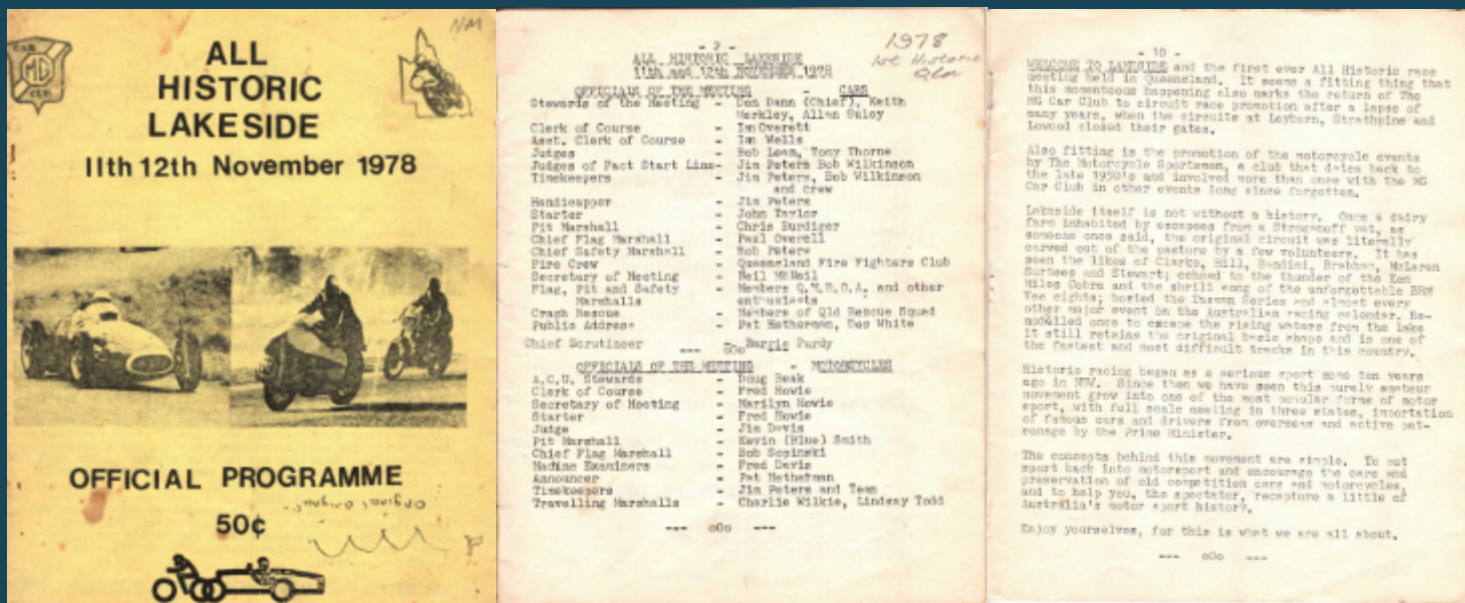 NM
CAR
MG
CLUB
ALL
HISTORIC
LAKESIDE
11th 12th November 1978
OFFICIAL PROGRAMME
50¢
- 2 -
ALL HISTORIC LAKESIDE
11th and 12th NOVEMBER 1978
1978
1st Historic
Qld
OFFICIALS OF THE MEETING - CARS
Stewards of the Meeting - Don Dann (Chief), Keith
Merkley, Allan
Clerk of Course - Ian Overett
Asst. Clerk of Course - Ian Wells
Judges - Bob Leam, Tony Thorne
Judges of Fact Start Line - Jim Peters Bob Wilkinson
Timekeepers - Jim Peters, Bob Wilkinson
and crew
Handicapper - Jim Peters
Starter - John Taylor
Pit Marshall - Chris Burdiger
Chief Flag Marshall - Paul Overell
Chief Safety Marshall - Bob Peters
Fire Crew - Queensland Fire Fighters Club
Secretary of Meeting - Neil McNeil
Flag, Pit and Safety - Members and other
Marshalls enthusiasts
Crash Rescue - Members of Qld Rescue Squad
Public Address - Pat Hetherman, Des White
Chief Scrutineer - Barrie Purdy
--- oOo ---
OFFICIALS OF THE MEETING - MOTORCYCLES
A.C.U. Stewards - Doug Beak
Clerk of Course - Fred Howie
Secretary of Meeting - Marilyn Howie
Starter - Fred Howie
Judge - Jim Davis
Pit Marshall - Kevin (Blue) Smith
Chief Flag Marshall - Bob Sopinski
Machine Examiners - Fred Davis
Announcer - Pat Hetherman
Timekeepers - Jim Peters and Team
Travelling Marshalls - Charlie Wilkie, Lindsay Todd
--- oOo ---
- 10 -
WELCOME TO LAKESIDE and the first ever All Historic race
meeting held in Queensland. It seems a fitting thing that
this momentous happening also marks the return of The
MG Car Club to circuit race promotion after a lapse of
many years, when the circuits at Leyburn, Strathpine and
Lowood closed their gates.
Also fitting is the promotion of the motorcycle events
by The Motorcycle Sportsmen, a club that dates back to
the late 1930's and involved more than once with the MG
Car Club in other events long since forgotten.
Lakeside itself is not without a history. Once a dairy
farm inhabited by escapees from a Stroganoff vat, as
someone once said, the original circuit was literally
carved out of the pasture by a few volunteers. It has
seen the likes of Clarke, Hill, Bandini, Brabham, McLaren
Surtees and Stewart; echoed to the thunder of the Ken
Miles Cobra and the shrill song of the unforgettable BRM
Vee eights; hosted the Tasman Series and almost every
other major event on the Australian racing calendar. Re-
modelled once to escape the rising waters from the lake
it still retains the original basic shape and is one of
the fastest and most difficult tracks in this country.
Historic racing began as a serious sport some ten years
ago in NSW. Since then we have seen this purely amateur
movement grow into one of the most popular forms of motor
sport, with full scale meeting in three states, importation
of famous cars and drivers from overseas and active pat-
ronage by the Prime Minister.
The concepts behind this movement are simple. To put
sport back into motorsport and encourage the care and
preservation of old competition cars and motorcycles,
and to help you, the spectator, recapture a little of
Australia's motor sport history.
Enjoy yourselves, for this is what we are all about.
--- oOo ---